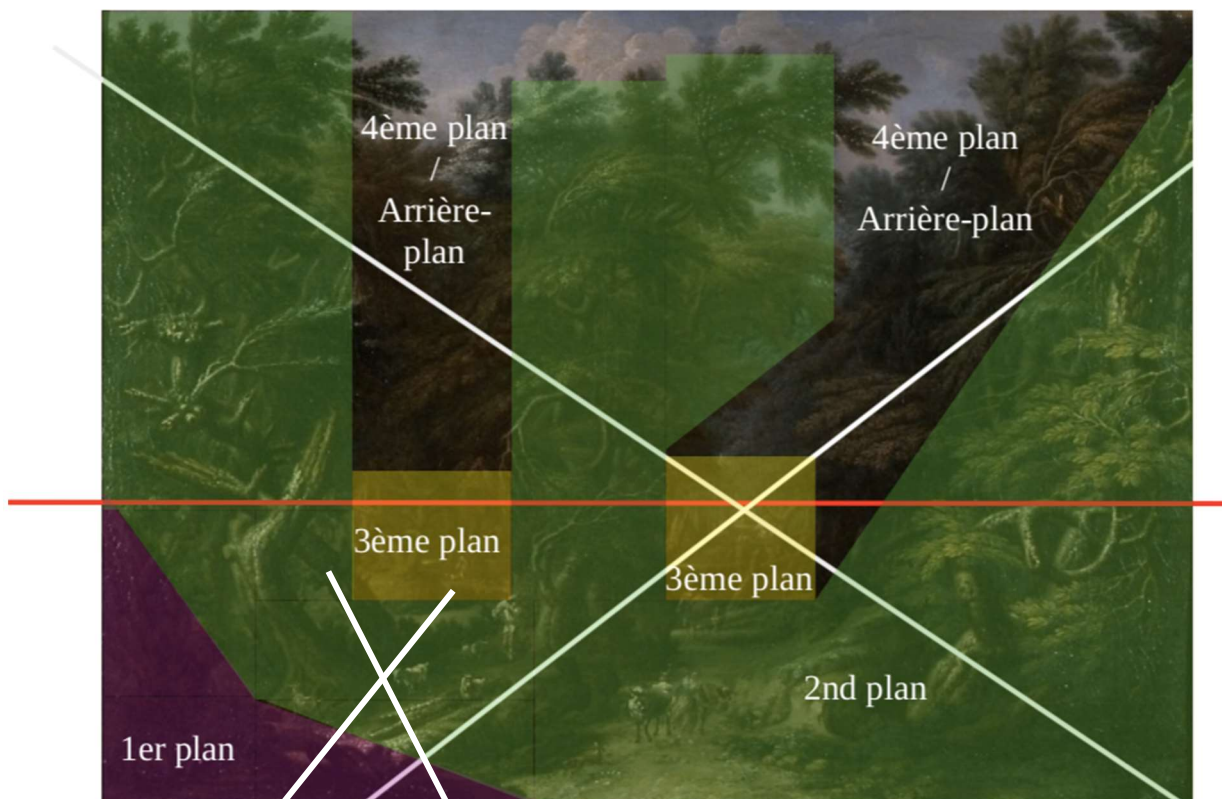 4ème plan
/
Arrière-
plan
4ème plan
/
Arrière-plan
3ème plan
3ème plan
2nd plan
1er plan